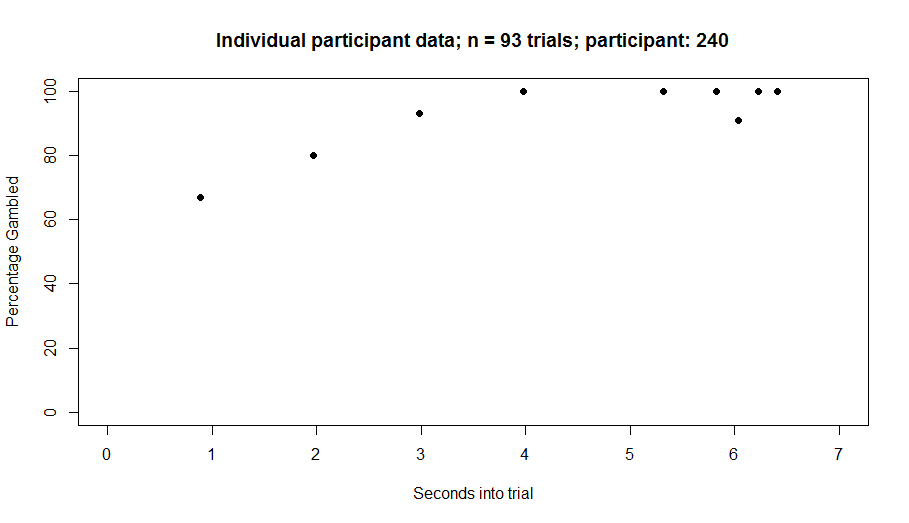 Individual participant data; n = 93 trials; participant: 240
Percentage Gambled
100
80
60
40
20
0
0 1 2 3 4 5 6 7
Seconds into trial